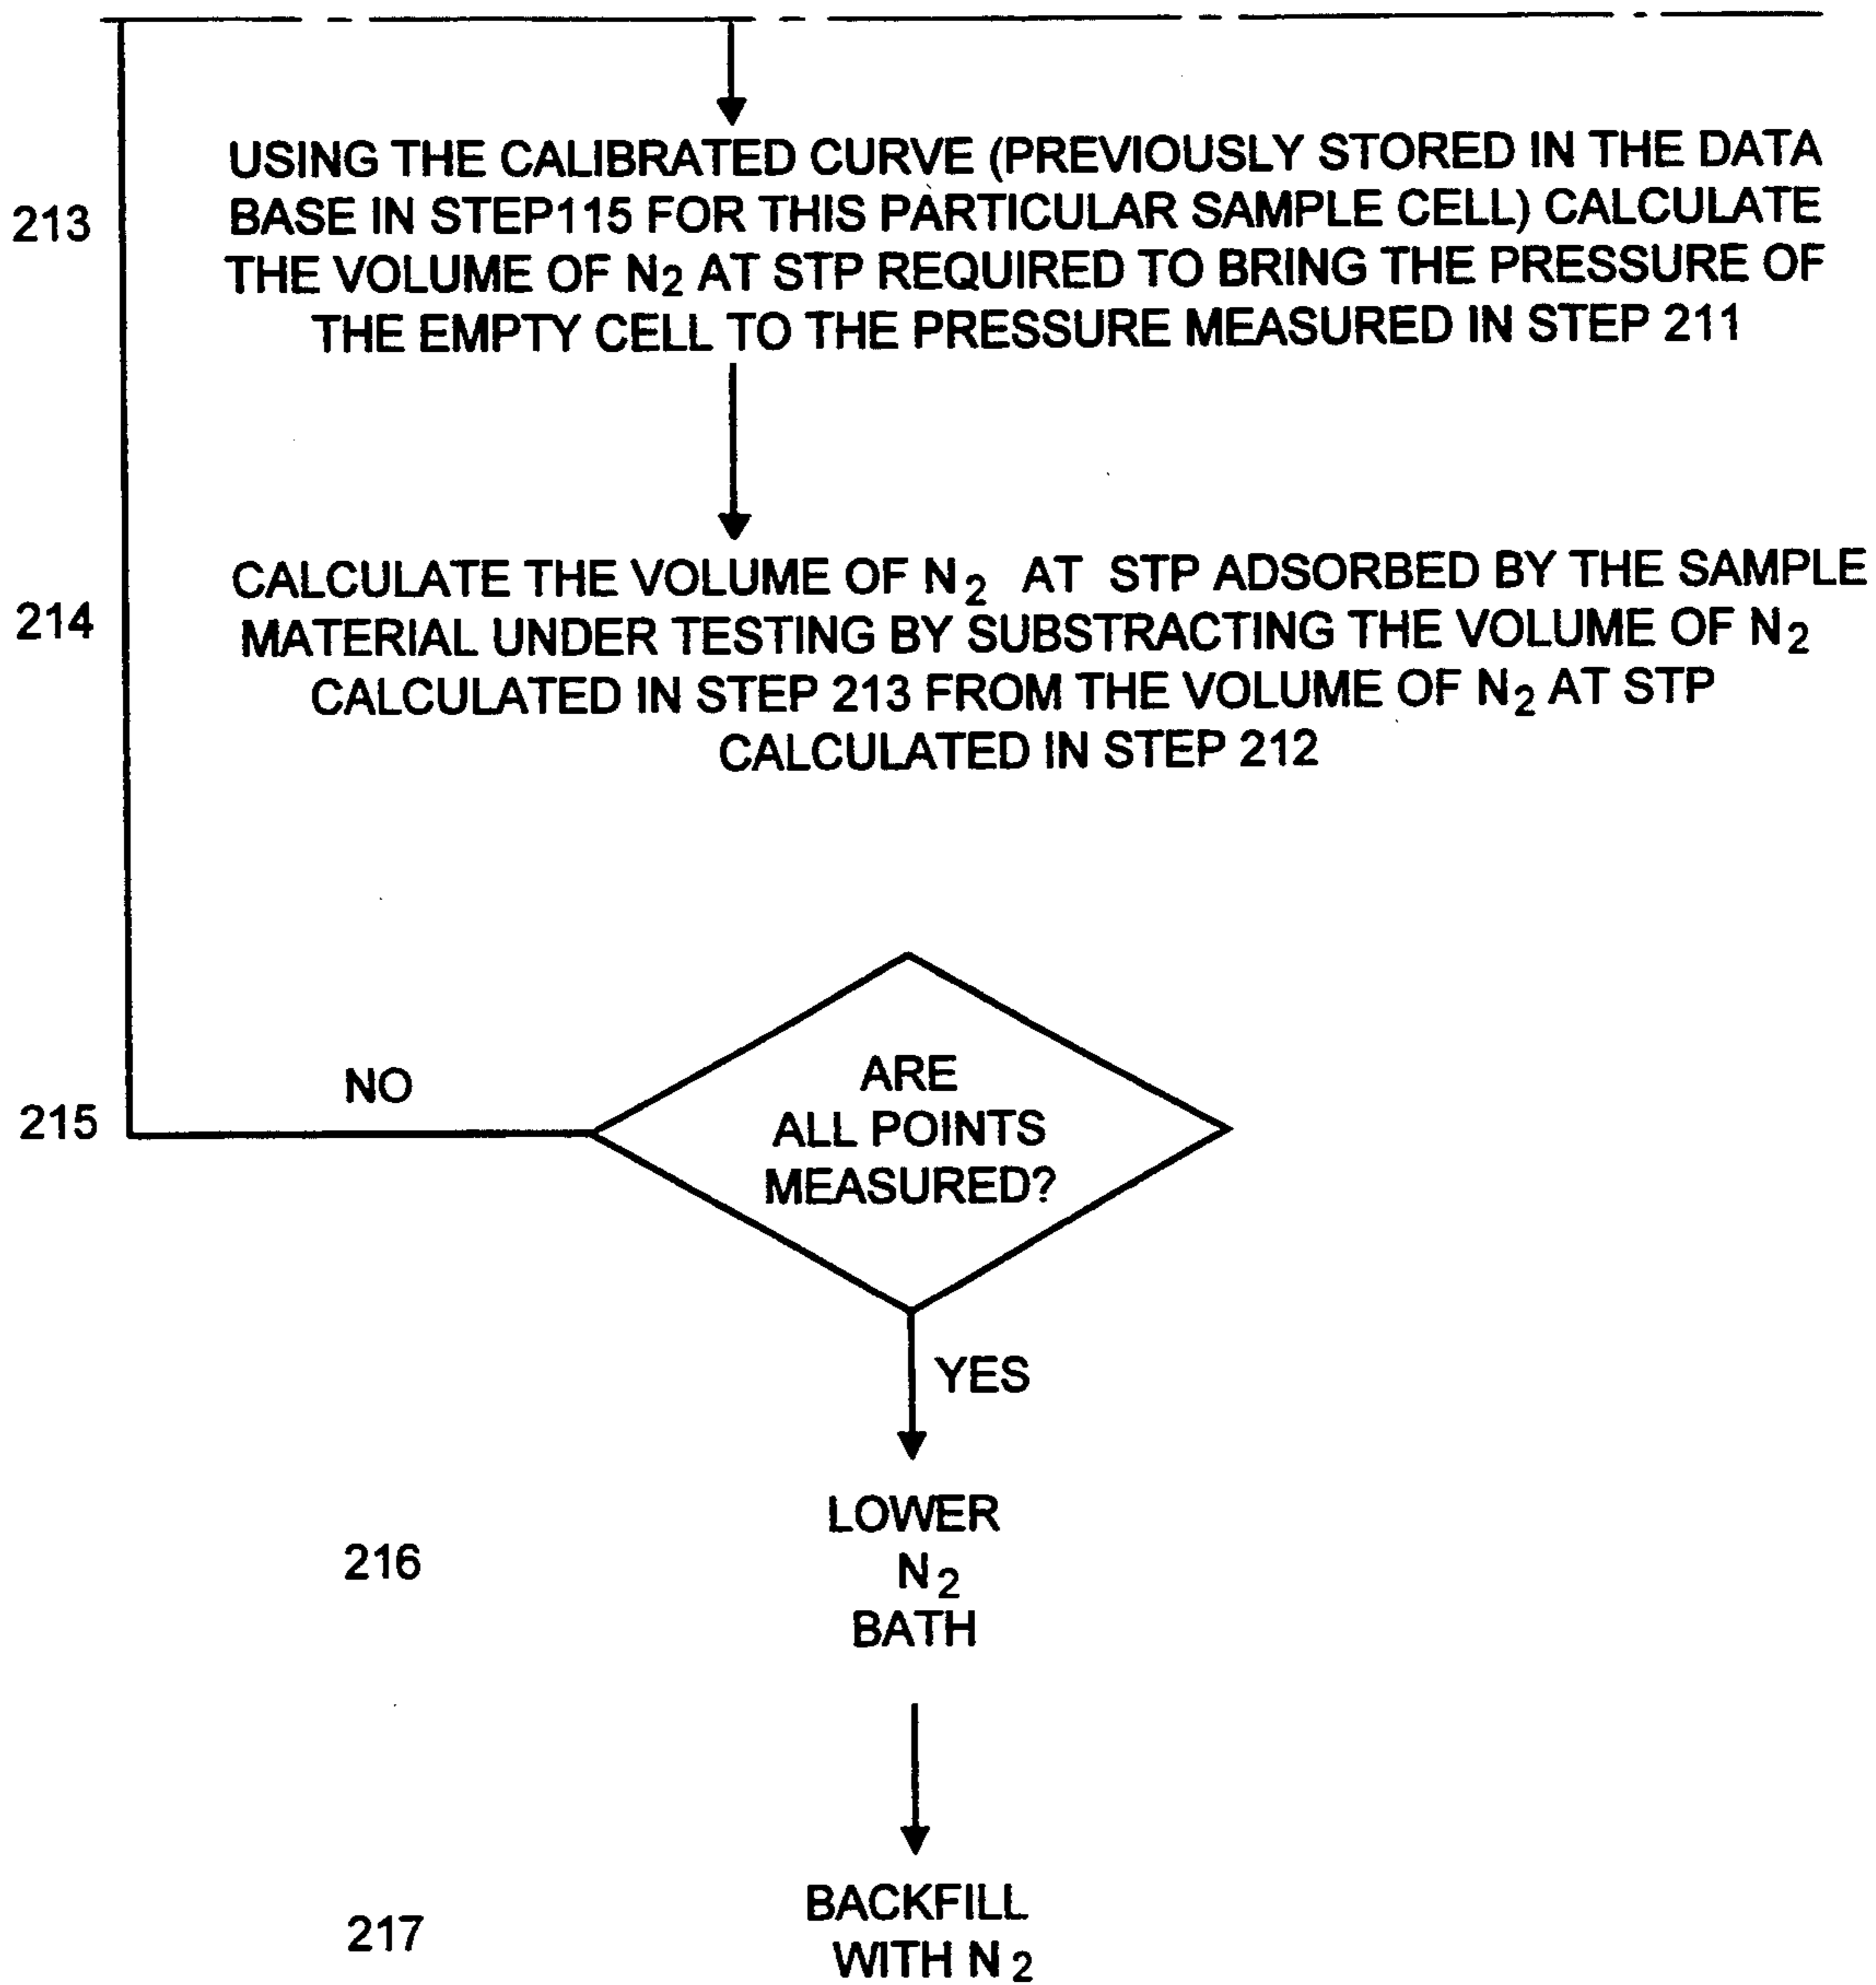 USING THE CALIBRATED CURVE (PREVIOUSLY STORED IN THE DATA
213 BASE IN STEP115 FOR THIS PARTICULAR SAMPLE CELL) CALCULATE
THE VOLUME OF N2 AT STP REQUIRED TO BRING THE PRESSURE OF
THE EMPTY CELL TO THE PRESSURE MEASURED IN STEP 211
CALCULATE THE VOLUME OF N2 AT STP ADSORBED BY THE SAMPLE
214 MATERIAL UNDER TESTING BY SUBSTRACTING THE VOLUME OF N2
CALCULATED IN STEP 213 FROM THE VOLUME OF N2 AT STP
CALCULATED IN STEP 212
215
NO
ARE
ALL POINTS
MEASURED?
YES
LOWER
216 N2
BATH
BACKFILL
217 WITH N2